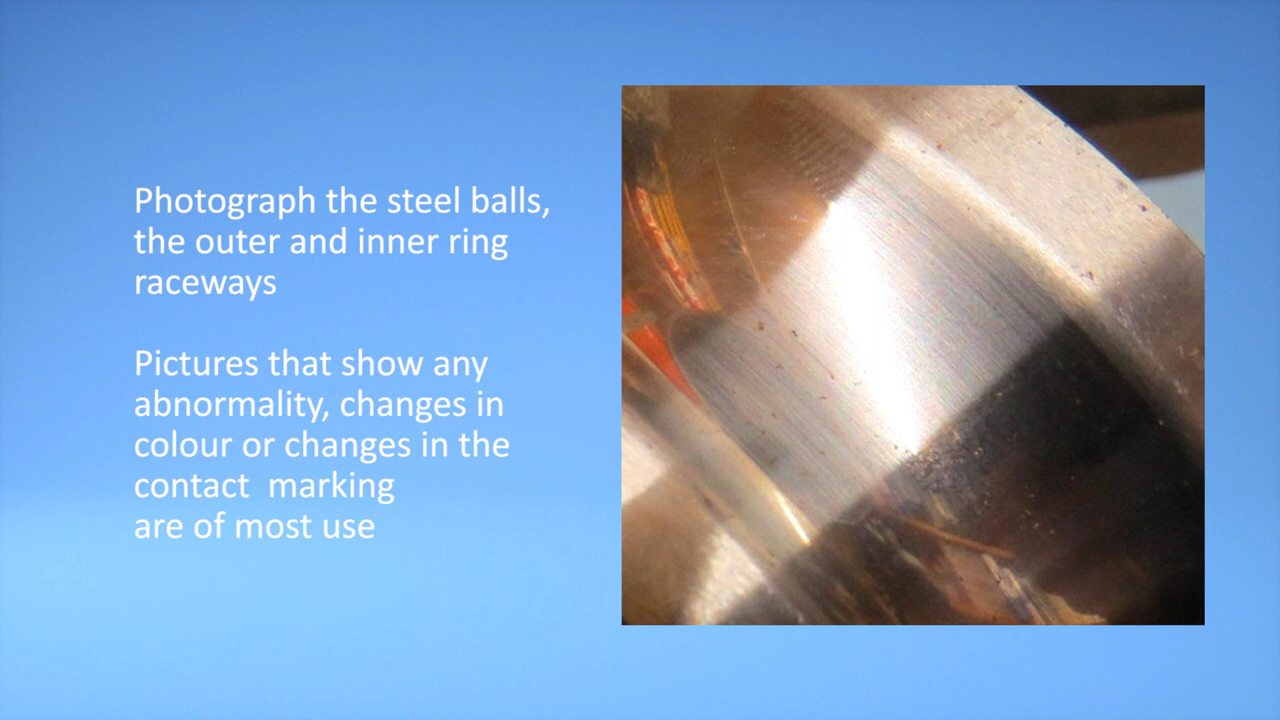 Photograph the steel balls,
the outer and inner ring
raceways
Pictures that show any
abnormality, changes in
colour or changes in the
contact  marking
are of most use